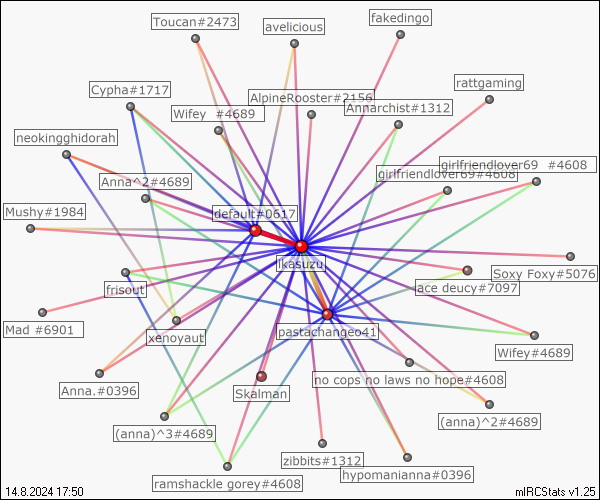 Toucan#2473
avelicious
fakedingo
Cypha#1717
rattgaming
AlpineRooster#2156
Wifey #4689
Annarchist#1312
neokingghidorah
girlfriendlover69 #4608
girlfriendlover69#4608
Anna^2#4689
Mushy#1984
default#0617
ikasuzu
Soxy Foxy#5076
ace deucy#7097
frisout
Mad #6901
xenoyaut
pastachangeo41
Wifey#4689
no cops no laws no hope#4608
Anna.#0396
Skalman
(anna)^2#4689
(anna)^3#4689
zibbits#1312
hypomanianna#0396
ramshackle gorey#4608
14.8.2024 17:50
mIRCStats v1.25